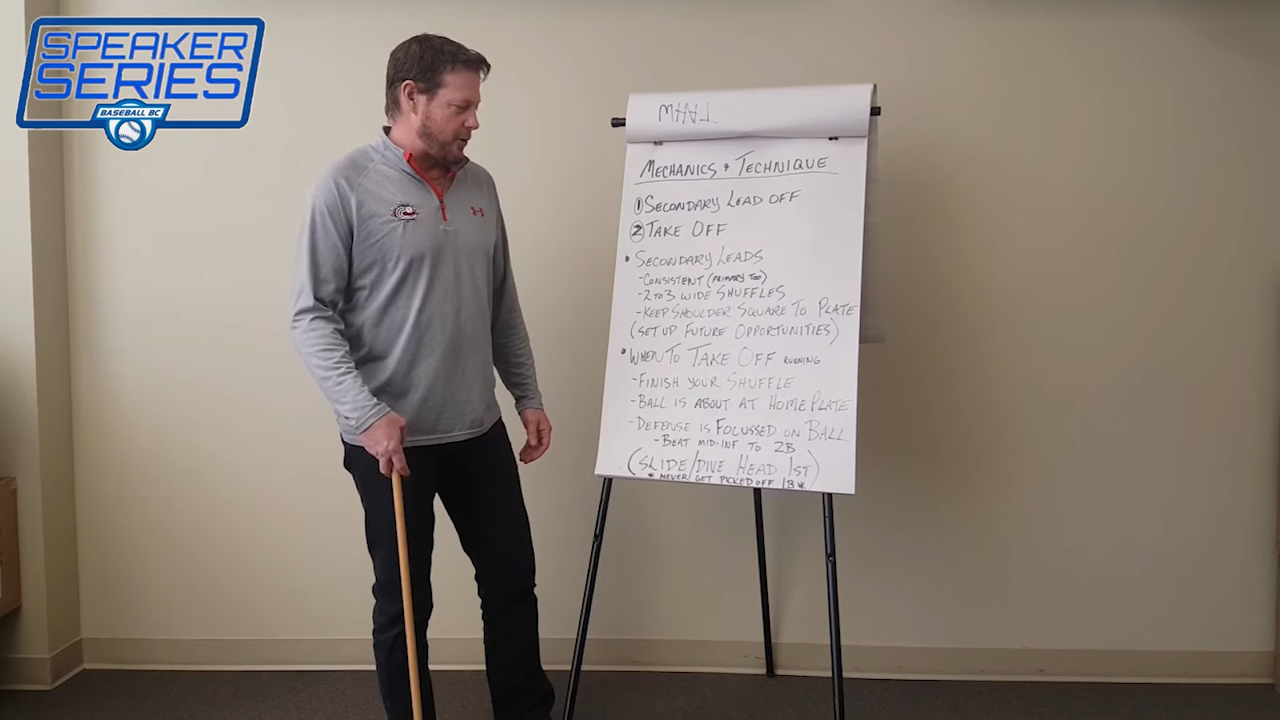 SPEAKER
SERIES
BASEBALL BC
WHAT
MECHANICS & TECHNIQUE
① SECONDARY LEAD OFF
② TAKE OFF
• SECONDARY LEADS
- CONSISTENT (PRIMARY TOO)
- 2 TO 3 WIDE SHUFFLES
- KEEP SHOULDER SQUARE TO PLATE
(SET UP FUTURE OPPORTUNITIES)
• WHEN TO TAKE OFF RUNNING
- FINISH YOUR SHUFFLE
- BALL IS ABOUT AT HOME PLATE
- DEFENSE IS FOCUSSED ON BALL
- BEAT MID-INF TO 2B
(SLIDE/DIVE HEAD 1ST)
* NEVER GET PICKED OFF 1B *